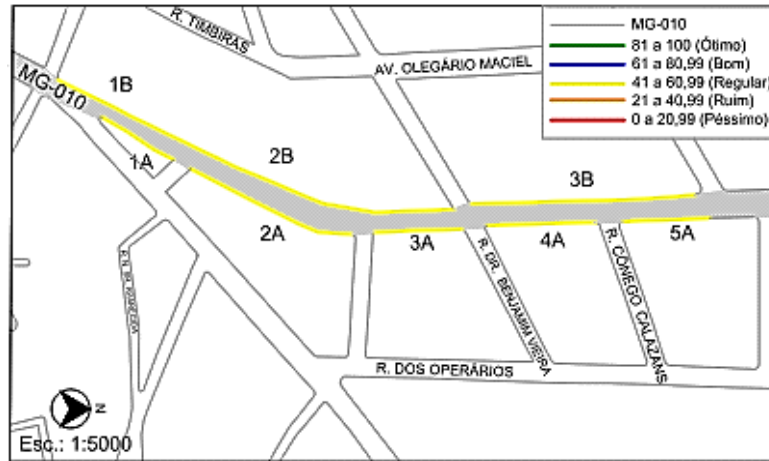 R. TIMBIRAS
AV. OLEGÁRIO MACIEL
MG-010
81 a 100 (Ótimo)
61 a 80,99 (Bom)
41 a 60,99 (Regular)
21 a 40,99 (Ruim)
0 a 20,99 (Péssimo)
MG-010
1B
2B
3B
1A
2A
3A
4A
5A
R. DR. BENJAMIM VIEIRA
R. CÔNEGO CALAZANS
R. DOS OPERÁRIOS
N
Esc.: 1:5000